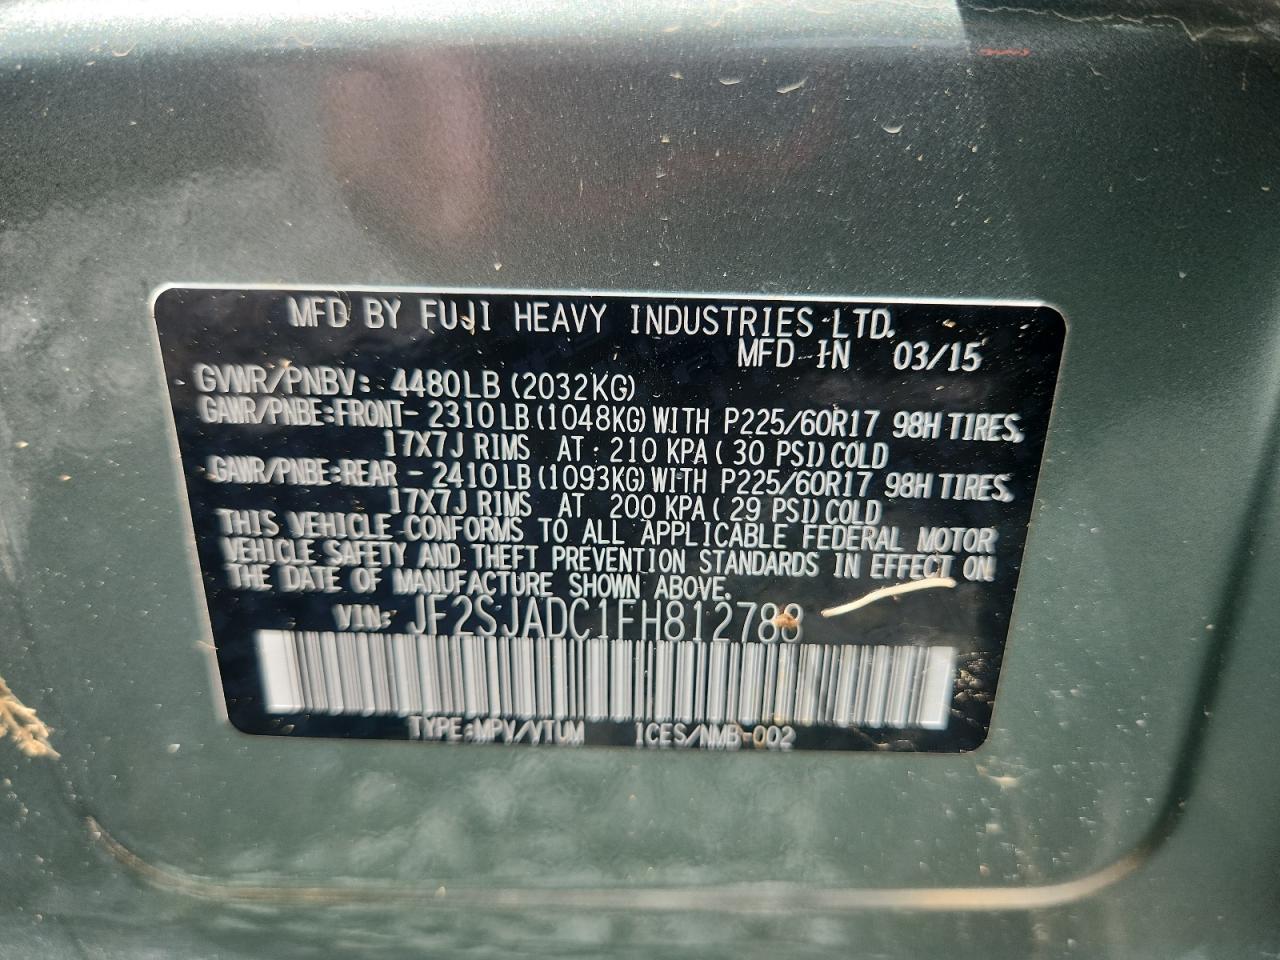 MFD BY FUJI HEAVY INDUSTRIES LTD.
MFD IN 03/15
GVWR/PNBV: 4480LB (2032KG)
GAWR/PNBE:FRONT- 2310LB (1048KG) WITH P225/60R17 98H TIRES,
17X7J RIMS AT 210 KPA ( 30 PSI) COLD
GAWR/PNBE:REAR - 2410LB (1093KG) WITH P225/60R17 98H TIRES,
17X7J RIMS AT 200 KPA ( 29 PSI) COLD
THIS VEHICLE CONFORMS TO ALL APPLICABLE FEDERAL MOTOR
VEHICLE SAFETY AND THEFT PREVENTION STANDARDS IN EFFECT ON
THE DATE OF MANUFACTURE SHOWN ABOVE.
VIN: JF2SJADC1FH812788
TYPE:MPV/VTUM ICES/NMB-002